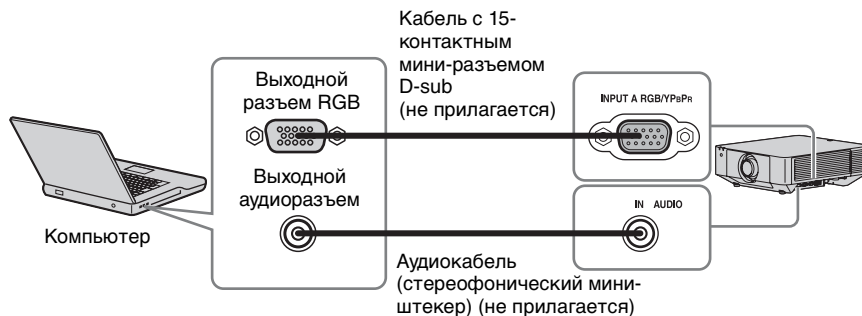 Кабель с 15-
контактным
мини-разъемом
D-sub
(не прилагается)
Выходной
разъем RGB
INPUT A RGB/YPBPR
Выходной
аудиоразъем
IN AUDIO
Компьютер
Аудиокабель
(стереофонический мини-
штекер) (не прилагается)